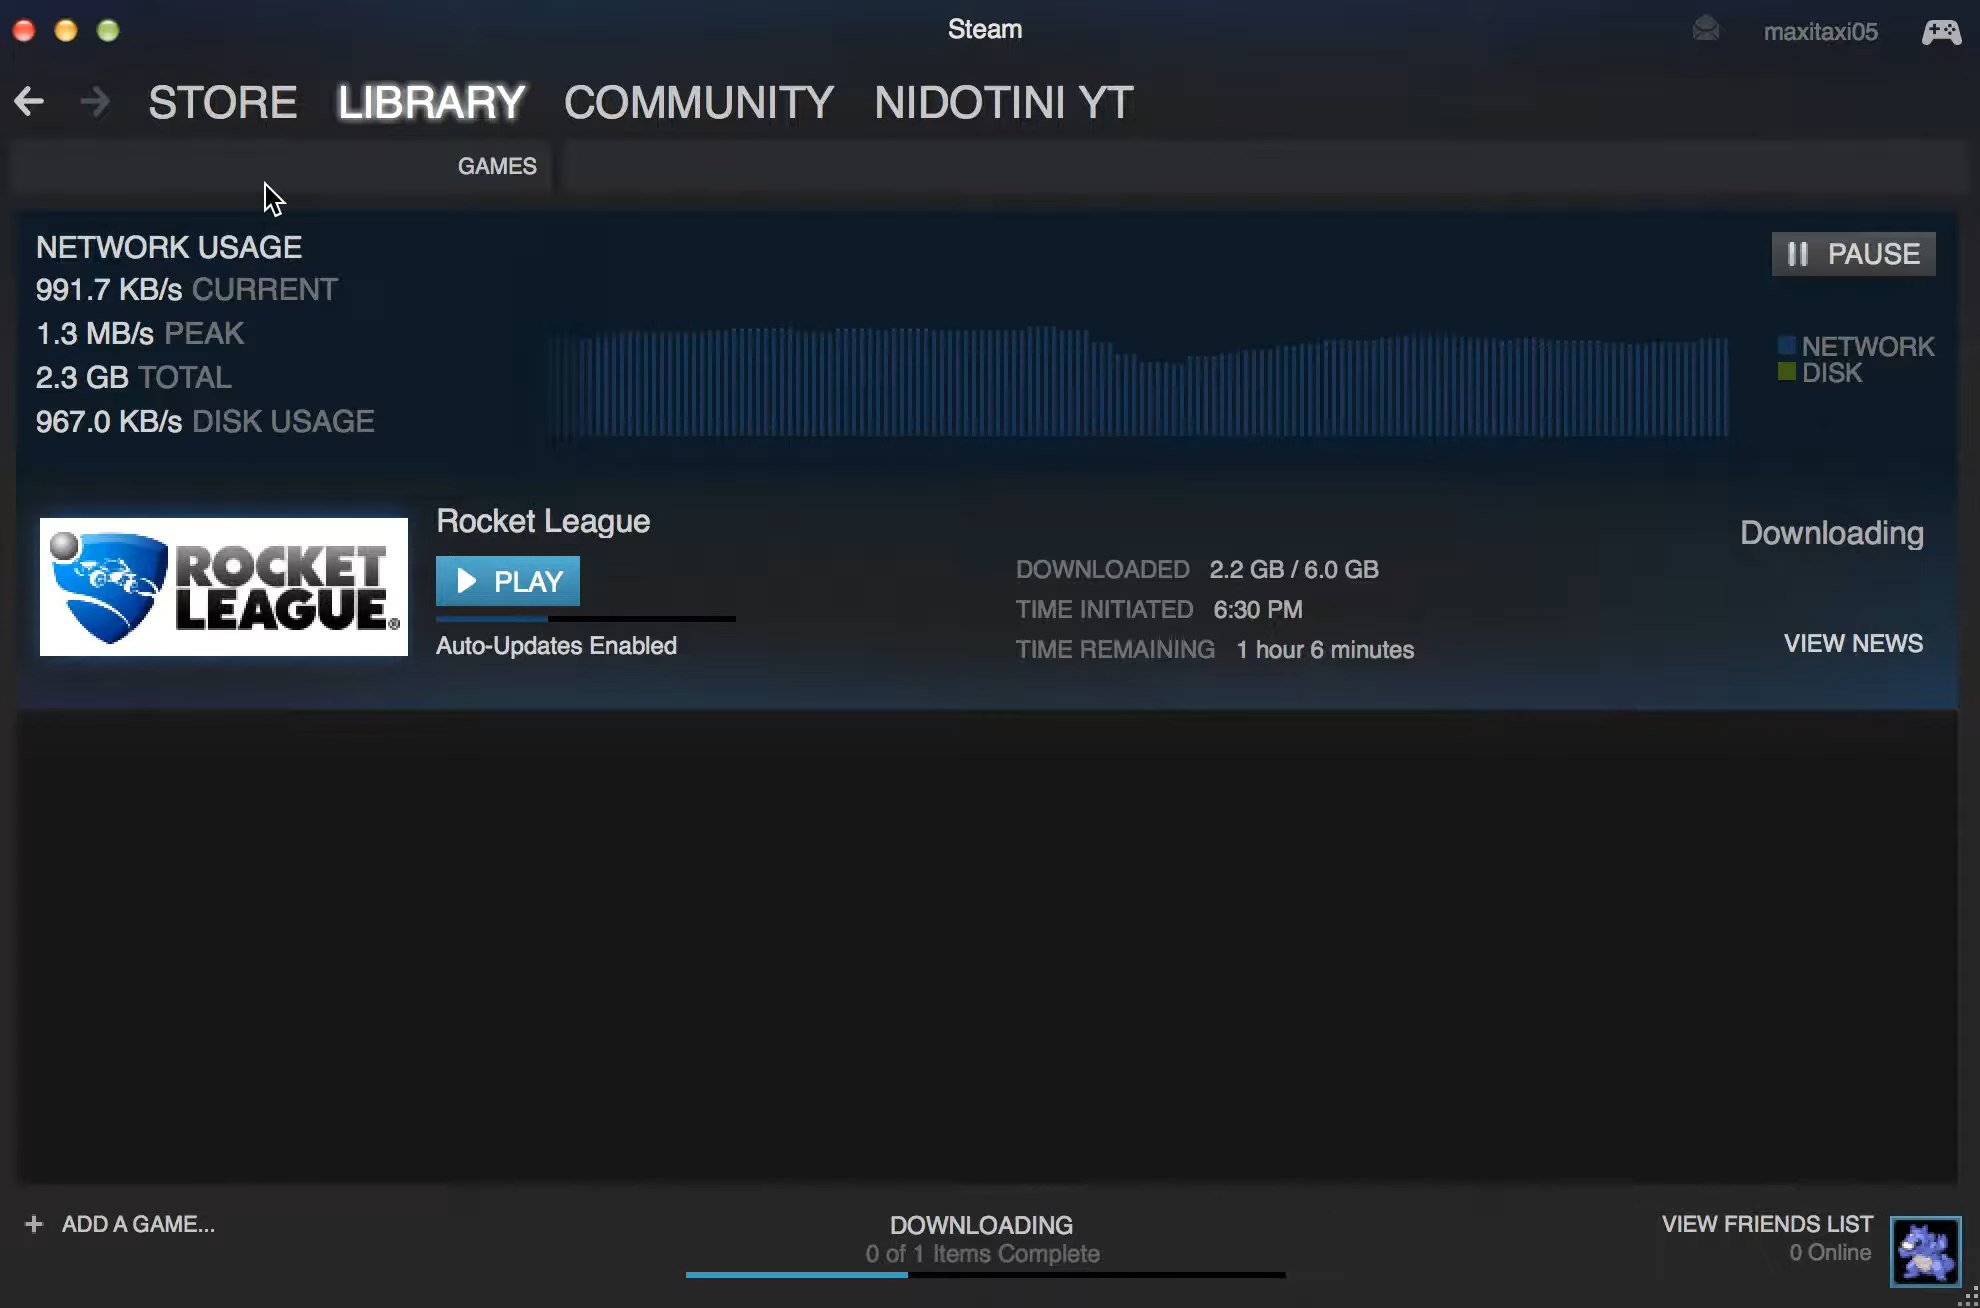 Steam
maxitaxi05
STORE LIBRARY COMMUNITY NIDOTINI YT
GAMES
NETWORK USAGE
991.7 KB/s CURRENT
1.3 MB/s PEAK
2.3 GB TOTAL
967.0 KB/s DISK USAGE
PAUSE
NETWORK
DISK
ROCKET
LEAGUE®
Rocket League
PLAY
Auto-Updates Enabled
DOWNLOADED 2.2 GB / 6.0 GB
TIME INITIATED 6:30 PM
TIME REMAINING 1 hour 6 minutes
Downloading
VIEW NEWS
+ ADD A GAME...
DOWNLOADING
0 of 1 Items Complete
VIEW FRIENDS LIST
0 Online